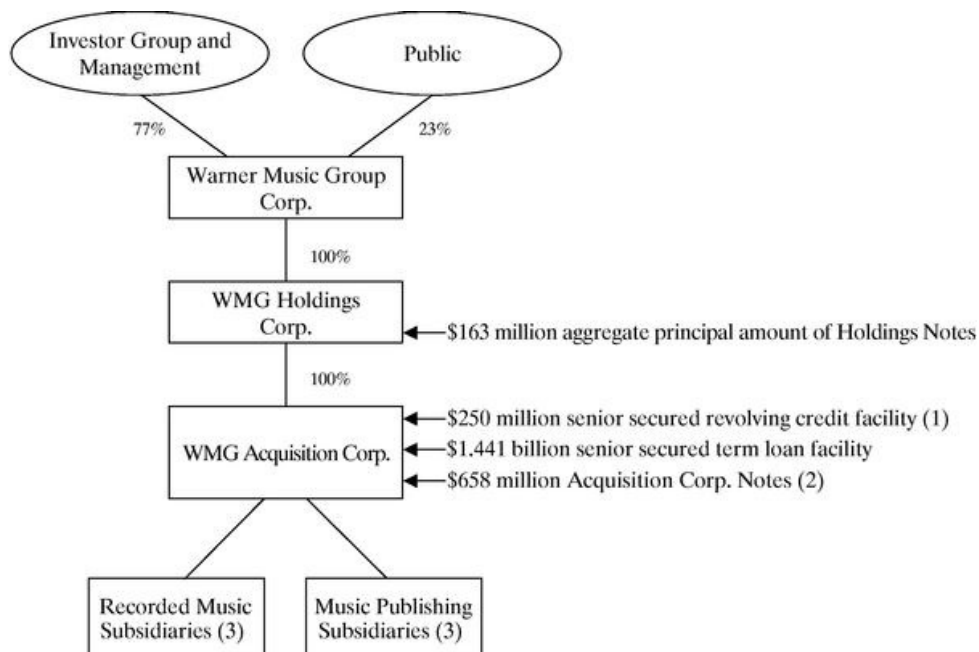 Investor Group and
Management
Public
77%
23%
Warner Music Group
Corp.
100%
WMG Holdings
Corp.
$163 million aggregate principal amount of Holdings Notes
100%
$250 million senior secured revolving credit facility (1)
WMG Acquisition Corp.
$1.441 billion senior secured term loan facility
$658 million Acquisition Corp. Notes (2)
Recorded Music
Subsidiaries (3)
Music Publishing
Subsidiaries (3)